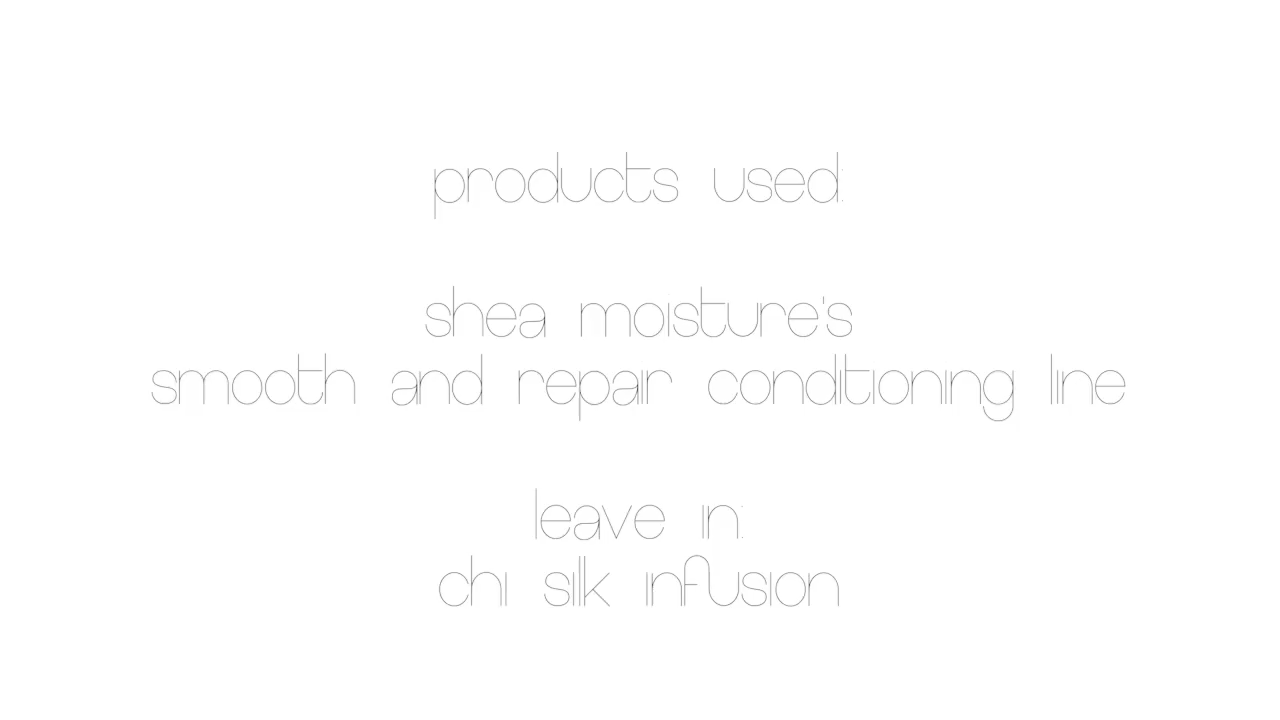 products used:
shea moisture's
smooth and repair conditioning line
leave in:
chi silk infusion